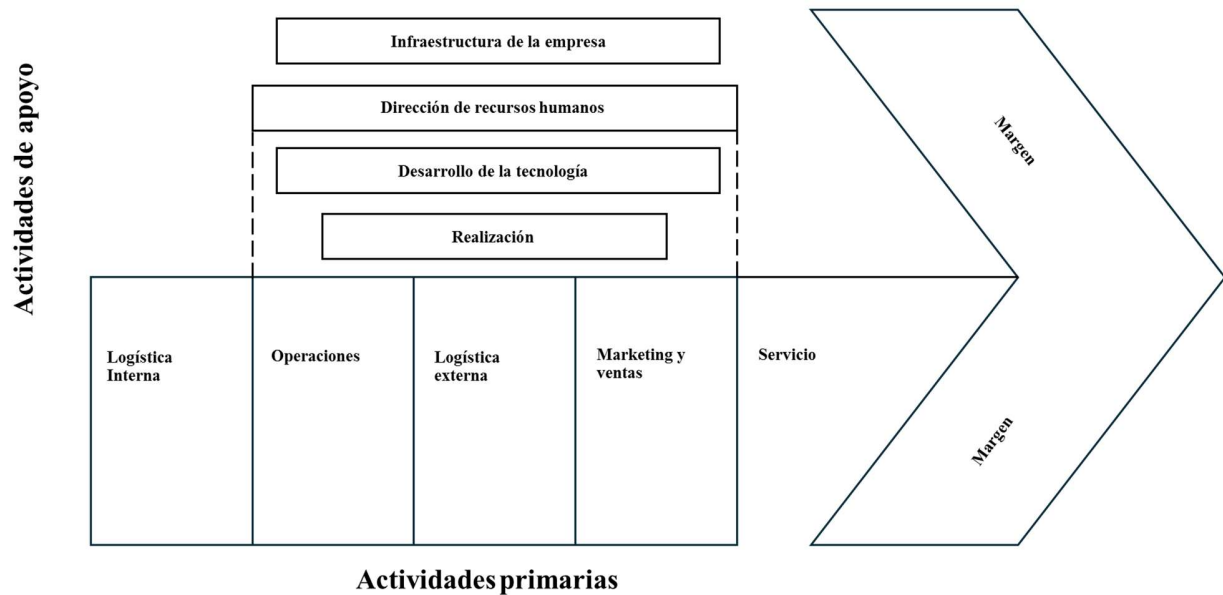 Actividades de apoyo
Infraestructura de la empresa
Dirección de recursos humanos
Desarrollo de la tecnología
Realización
Margen
Logística
Interna
Operaciones
Logística
externa
Marketing y
ventas
Servicio
Margen
Actividades primarias